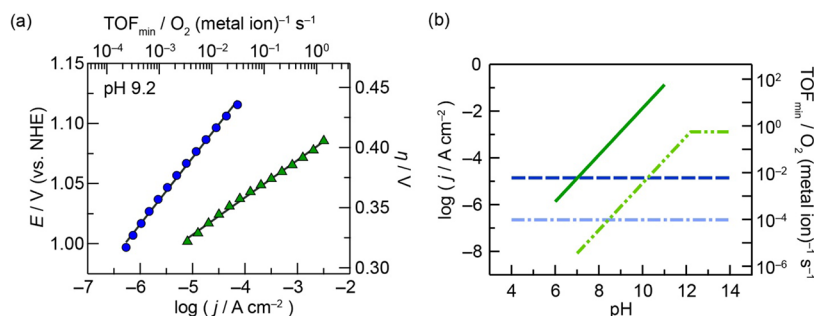 (a)
TOFmin / O₂ (metal ion)⁻¹ s⁻¹
10⁻⁴ 10⁻³ 10⁻² 10⁻¹ 10⁰
pH 9.2
E / V (vs. NHE)
1.15
1.10
1.05
1.00
0.45
0.40
0.35
0.30
η / V
−7 −6 −5 −4 −3 −2
log ( j / A cm⁻²)
(b)
log ( j / A cm⁻²)
0
−2
−4
−6
−8
10²
10⁰
10⁻²
10⁻⁴
10⁻⁶
TOFmin / O₂ (metal ion)⁻¹ s⁻¹
4 6 8 10 12 14
pH